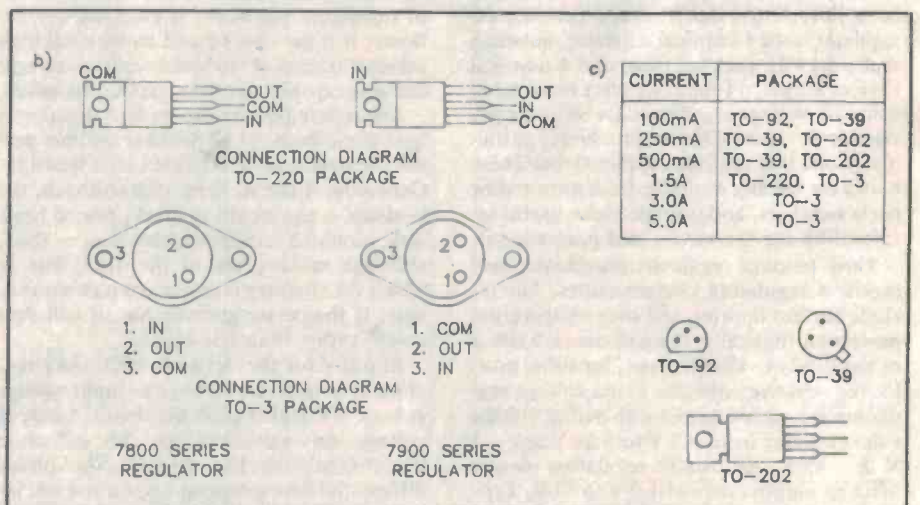 b)
COM
OUT
COM
IN
IN
OUT
IN
COM
CONNECTION DIAGRAM
TO-220 PACKAGE
3
2
1
3
2
1
1. IN
2. OUT
3. COM
1. COM
2. OUT
3. IN
CONNECTION DIAGRAM
TO-3 PACKAGE
7800 SERIES
REGULATOR
7900 SERIES
REGULATOR
c)
CURRENT PACKAGE
100mA TO-92, TO-39
250mA TO-39, TO-202
500mA TO-39, TO-202
1.5A TO-220, TO-3
3.0A TO-3
5.0A TO-3
TO-92
TO-39
TO-202